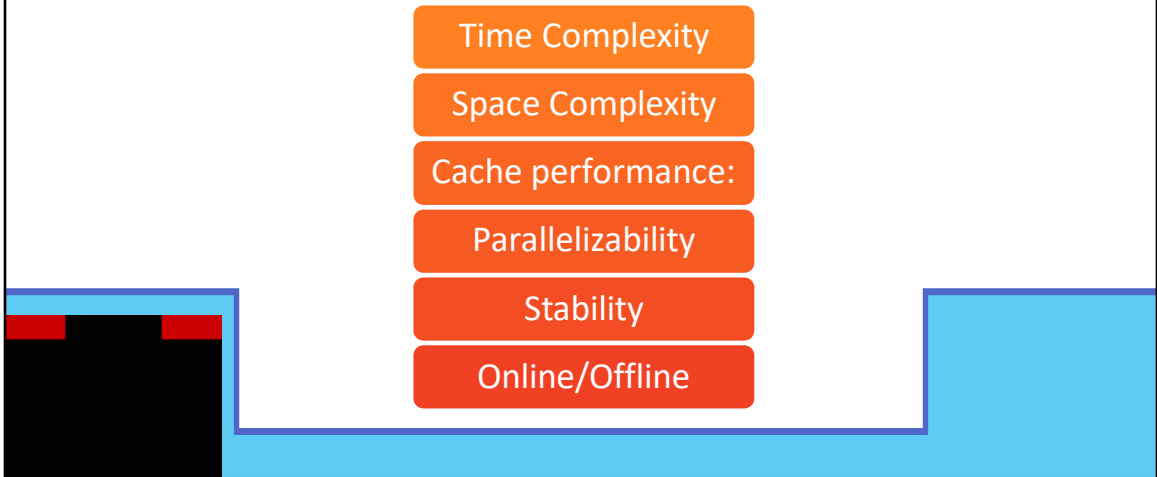 Time Complexity
Space Complexity
Cache performance:
Parallelizability
Stability
Online/Offline